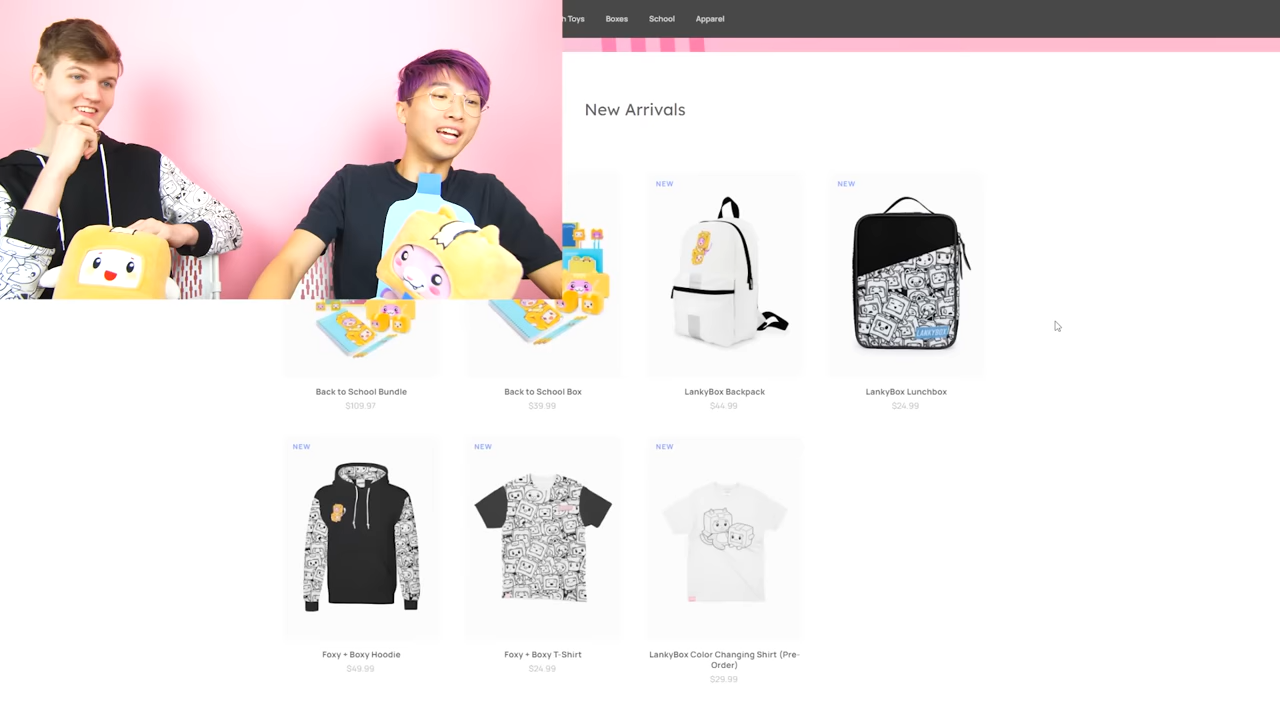 Toys
Boxes
School
Apparel
New Arrivals
NEW
NEW
LANKYBOX
Back to School Bundle
$109.97
Back to School Box
$39.99
LankyBox Backpack
$44.99
LankyBox Lunchbox
$24.99
NEW
NEW
NEW
Foxy + Boxy Hoodie
$49.99
Foxy + Boxy T-Shirt
$24.99
LankyBox Color Changing Shirt (Pre-
Order)
$29.99